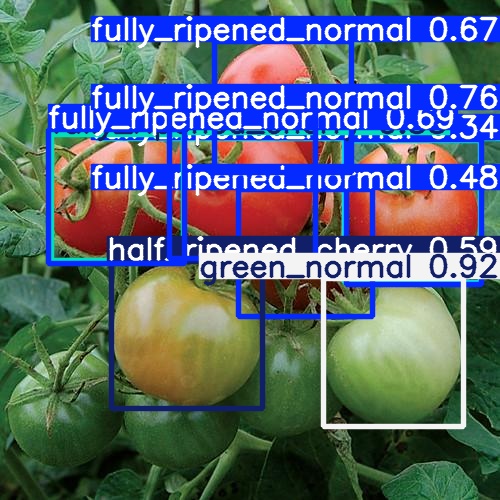 fully_ripened_normal 0.67
fully_ripened_normal 0.76
fully_ripened_normal 0.69
.34
fully_ripened_normal 0.48
half_ripened_cherry 0.59
green_normal 0.92